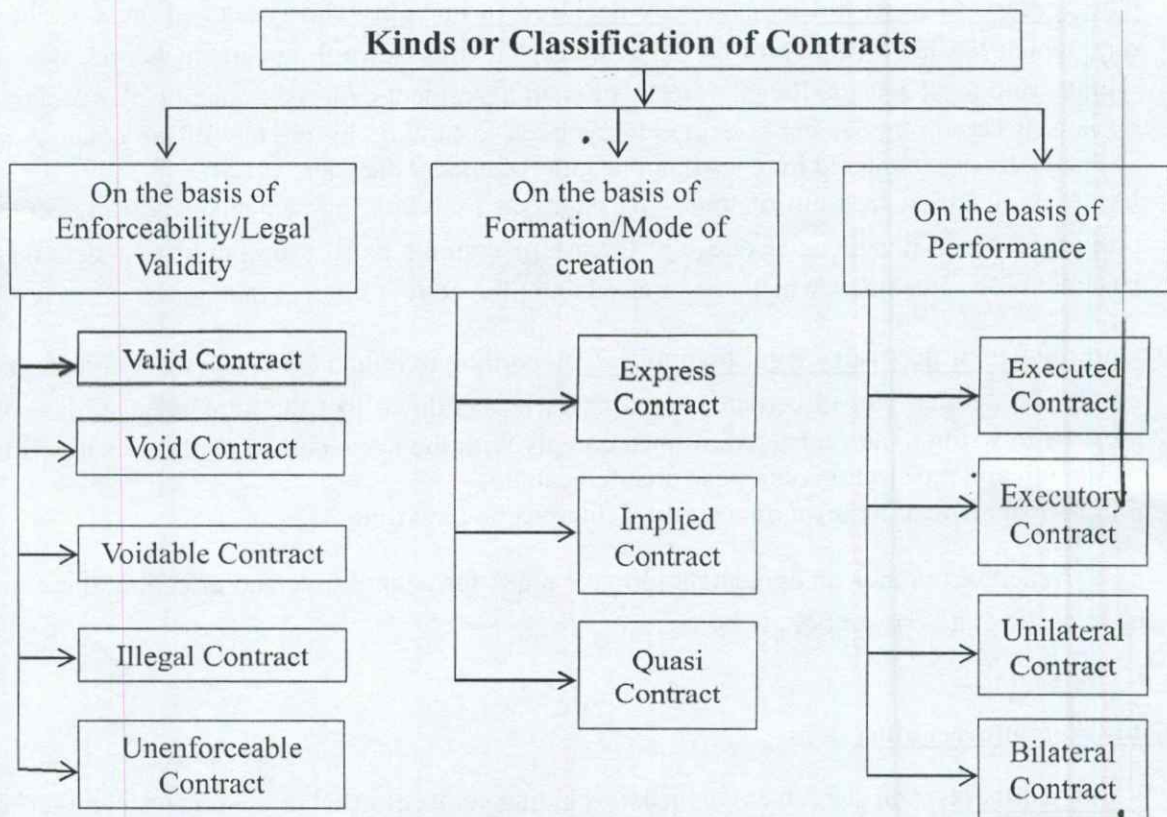 Kinds or Classification of Contracts
On the basis of
Enforceability/Legal
Validity
Valid Contract
Void Contract
Voidable Contract
Illegal Contract
Unenforceable
Contract
On the basis of
Formation/Mode of
creation
Express
Contract
Implied
Contract
Quasi
Contract
On the basis of
Performance
Executed
Contract
Executory
Contract
Unilateral
Contract
Bilateral
Contract